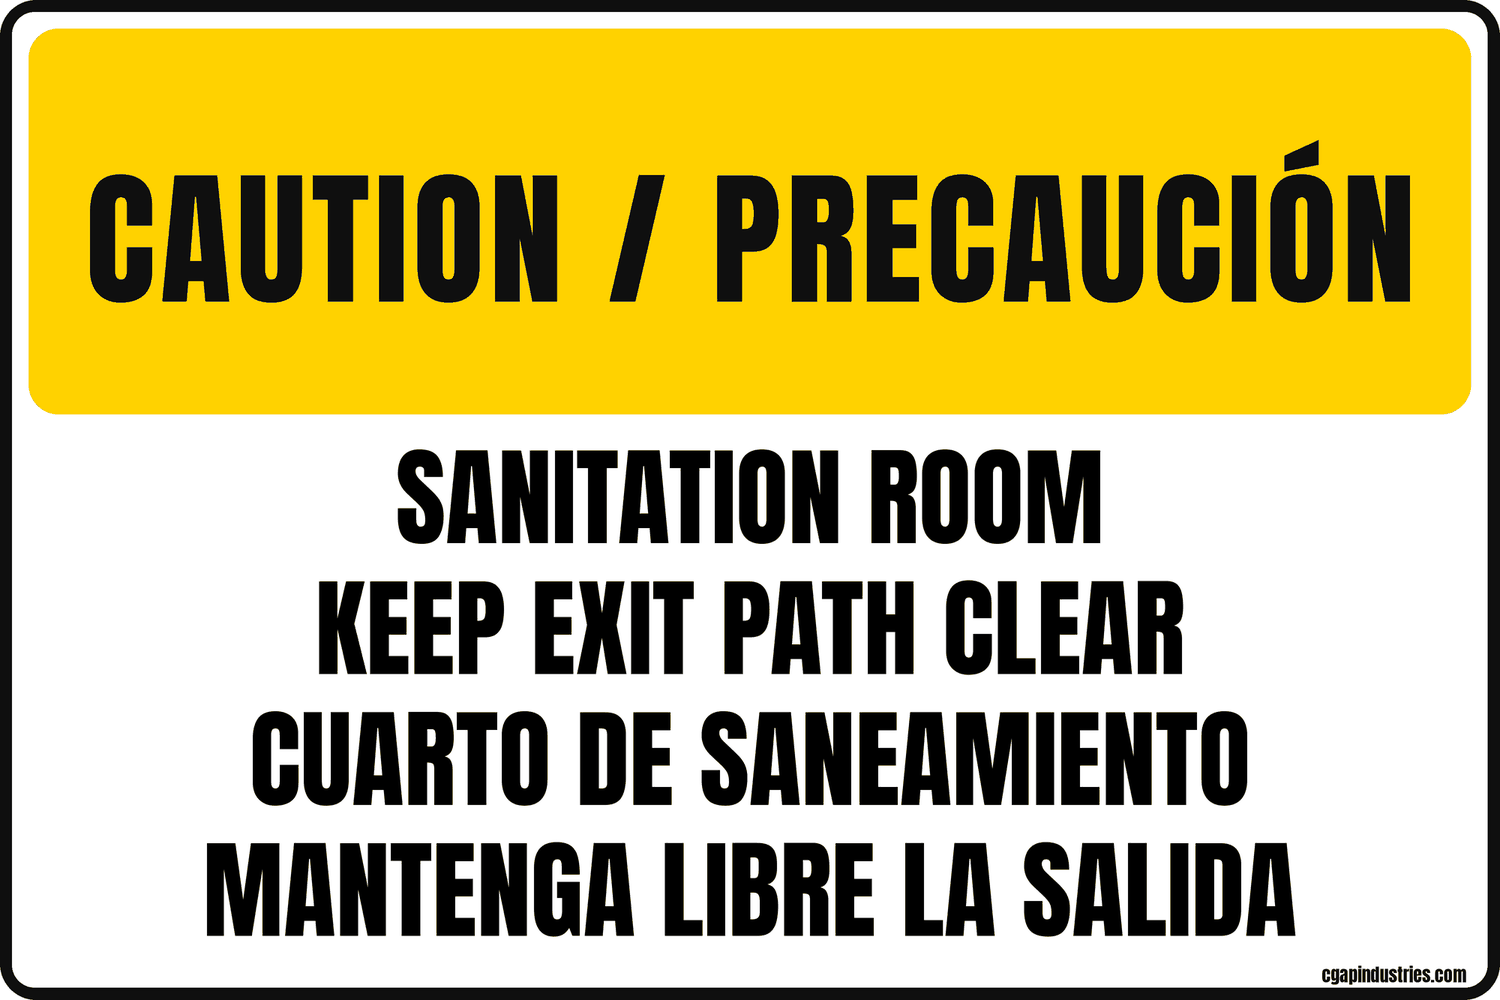 CAUTION / PRECAUCIÓN
SANITATION ROOM
KEEP EXIT PATH CLEAR
CUARTO DE SANEAMIENTO
MANTENGA LIBRE LA SALIDA
cgapindustries.com